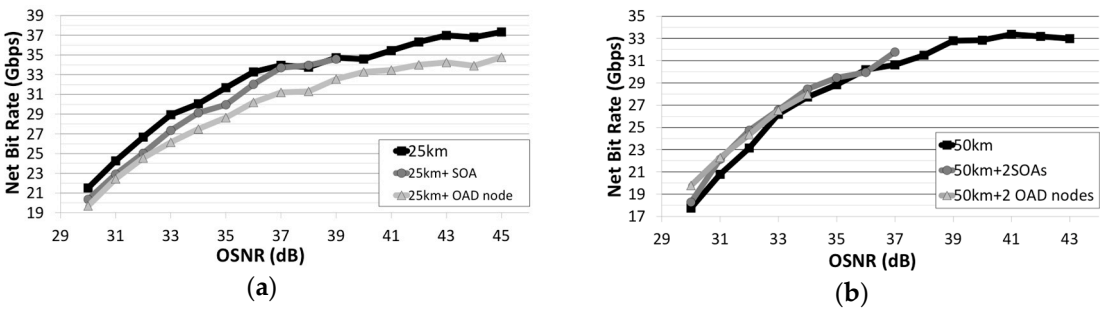 Net Bit Rate (Gbps)
39
37
35
33
31
29
27
25
23
21
19
29 31 33 35 37 39 41 43 45
OSNR (dB)
25km
25km+ SOA
25km+ OAD node
(a)
Net Bit Rate (Gbps)
35
33
31
29
27
25
23
21
19
17
29 31 33 35 37 39 41 43
OSNR (dB)
50km
50km+2SOAs
50km+2 OAD nodes
(b)